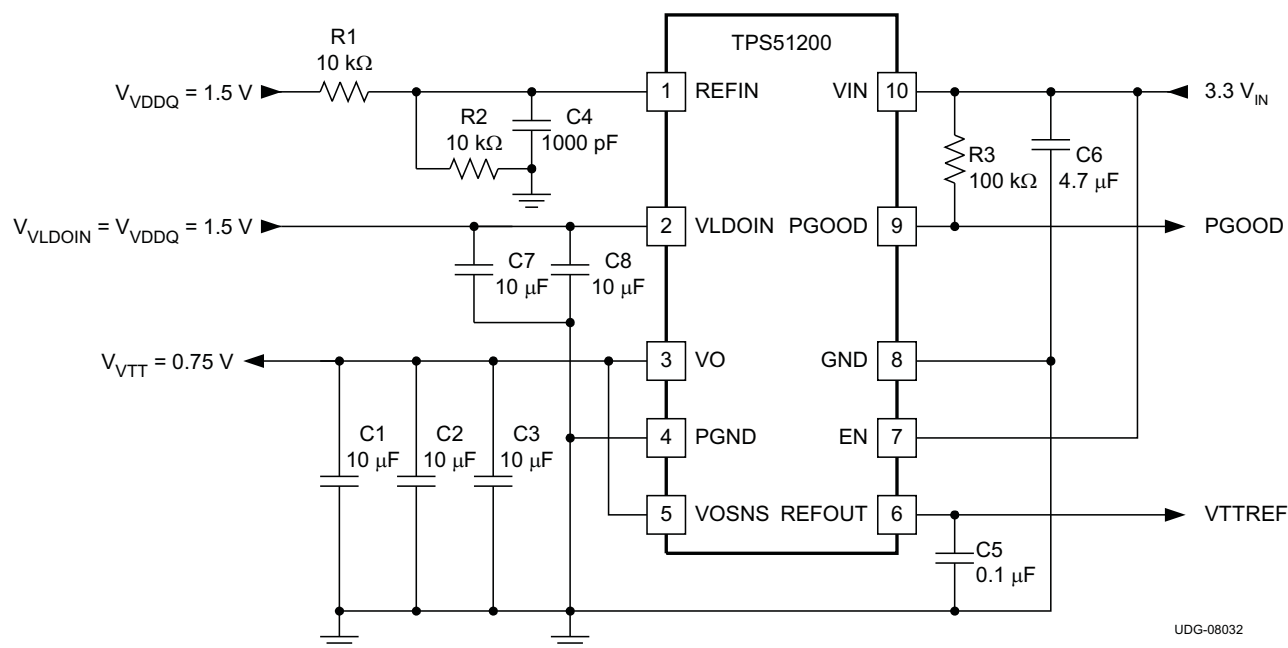 TPS51200
R1
10 kΩ
V_VDDQ = 1.5 V
1
REFIN
VIN
10
3.3 V_IN
R2
10 kΩ
C4
1000 pF
R3
100 kΩ
C6
4.7 μF
V_VLDOIN = V_VDDQ = 1.5 V
2
VLDOIN
PGOOD
9
PGOOD
C7
10 μF
C8
10 μF
V_VTT = 0.75 V
3
VO
GND
8
C1
10 μF
C2
10 μF
C3
10 μF
4
PGND
EN
7
5
VOSNS
REFOUT
6
VTTREF
C5
0.1 μF
UDG-08032